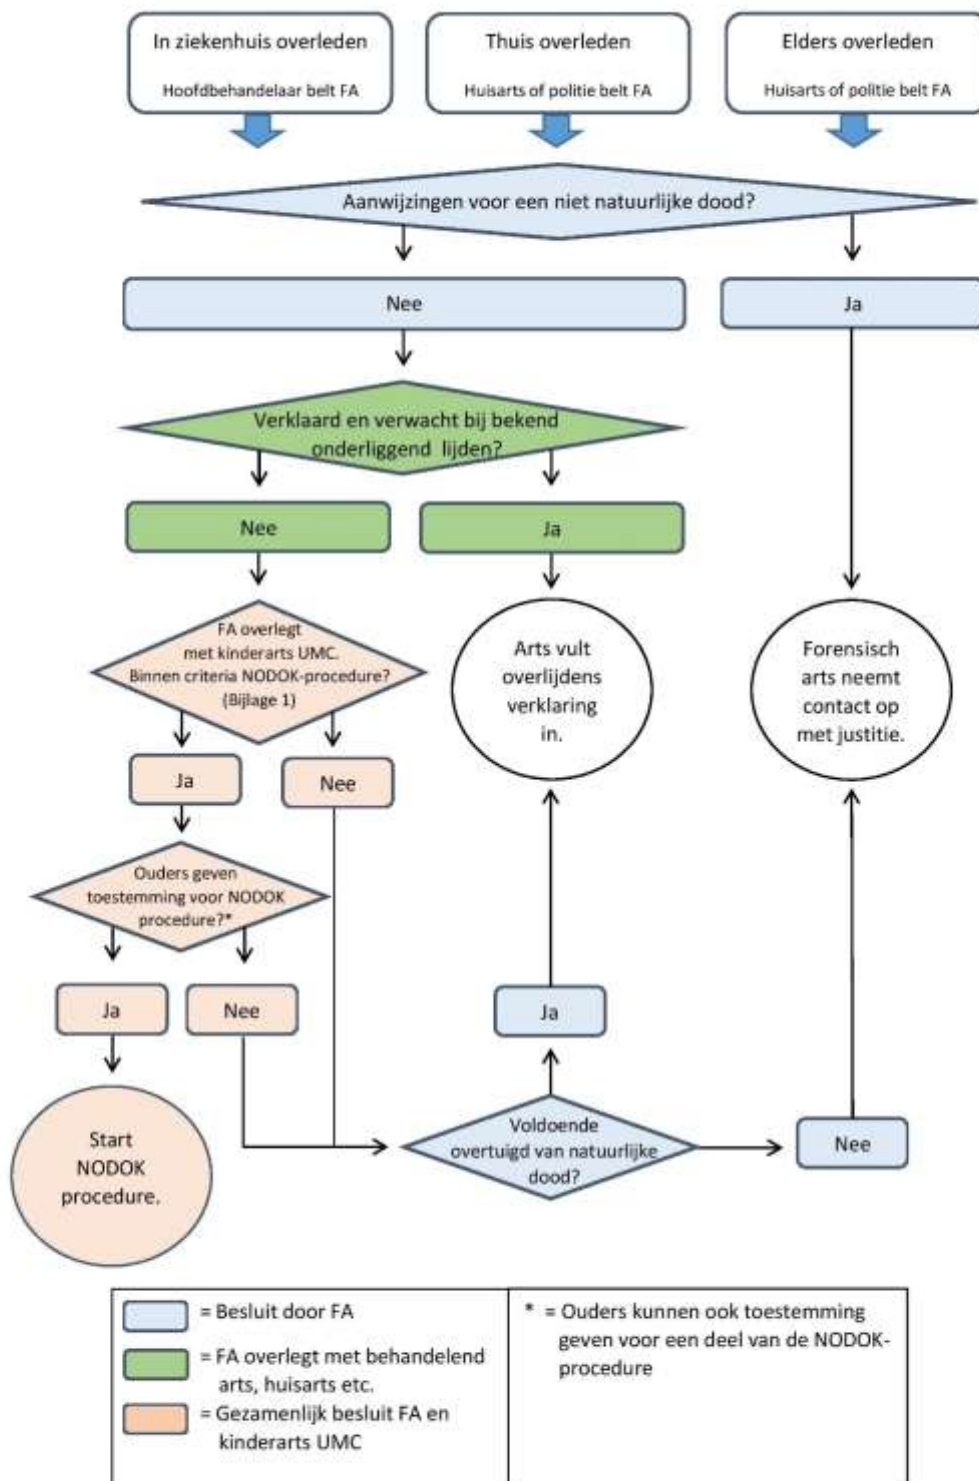 In ziekenhuis overleden
Hoofdbehandelaar belt FA
Thuis overleden
Huisarts of politie belt FA
Elders overleden
Huisarts of politie belt FA
Aanwijzingen voor een niet natuurlijke dood?
Nee
Ja
Verklaard en verwacht bij bekend
onderliggend lijden?
Nee
Ja
FA overlegt
met kinderarts UMC.
Binnen criteria NODOK-procedure?
(Bijlage 1)
Arts vult
overlijdens
verklaring
in.
Forensisch
arts neemt
contact op
met justitie.
Ja
Nee
Ouders geven
toestemming voor NODOK
procedure?*
Ja
Nee
Ja
Start
NODOK
procedure.
Voldoende
overtuigd van natuurlijke
dood?
Nee
= Besluit door FA
= FA overlegt met behandelend
arts, huisarts etc.
= Gezamenlijk besluit FA en
kinderarts UMC
* = Ouders kunnen ook toestemming
geven voor een deel van de NODOK-
procedure